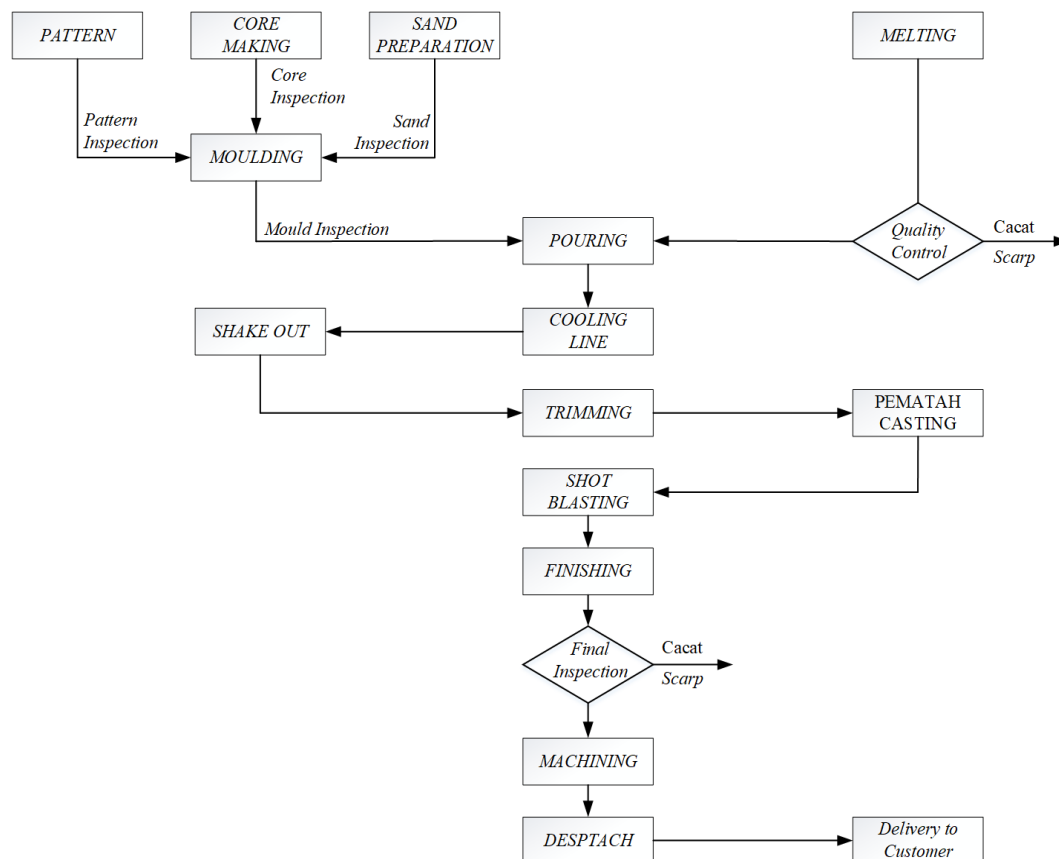 PATTERN
CORE
MAKING
SAND
PREPARATION
MELTING
Core
Inspection
Pattern
Inspection
Sand
Inspection
MOULDING
Mould Inspection
POURING
Quality
Control
Cacat
Scarp
COOLING
LINE
SHAKE OUT
TRIMMING
PEMATAH
CASTING
SHOT
BLASTING
FINISHING
Final
Inspection
Cacat
Scarp
MACHINING
DESPTACH
Delivery to
Customer